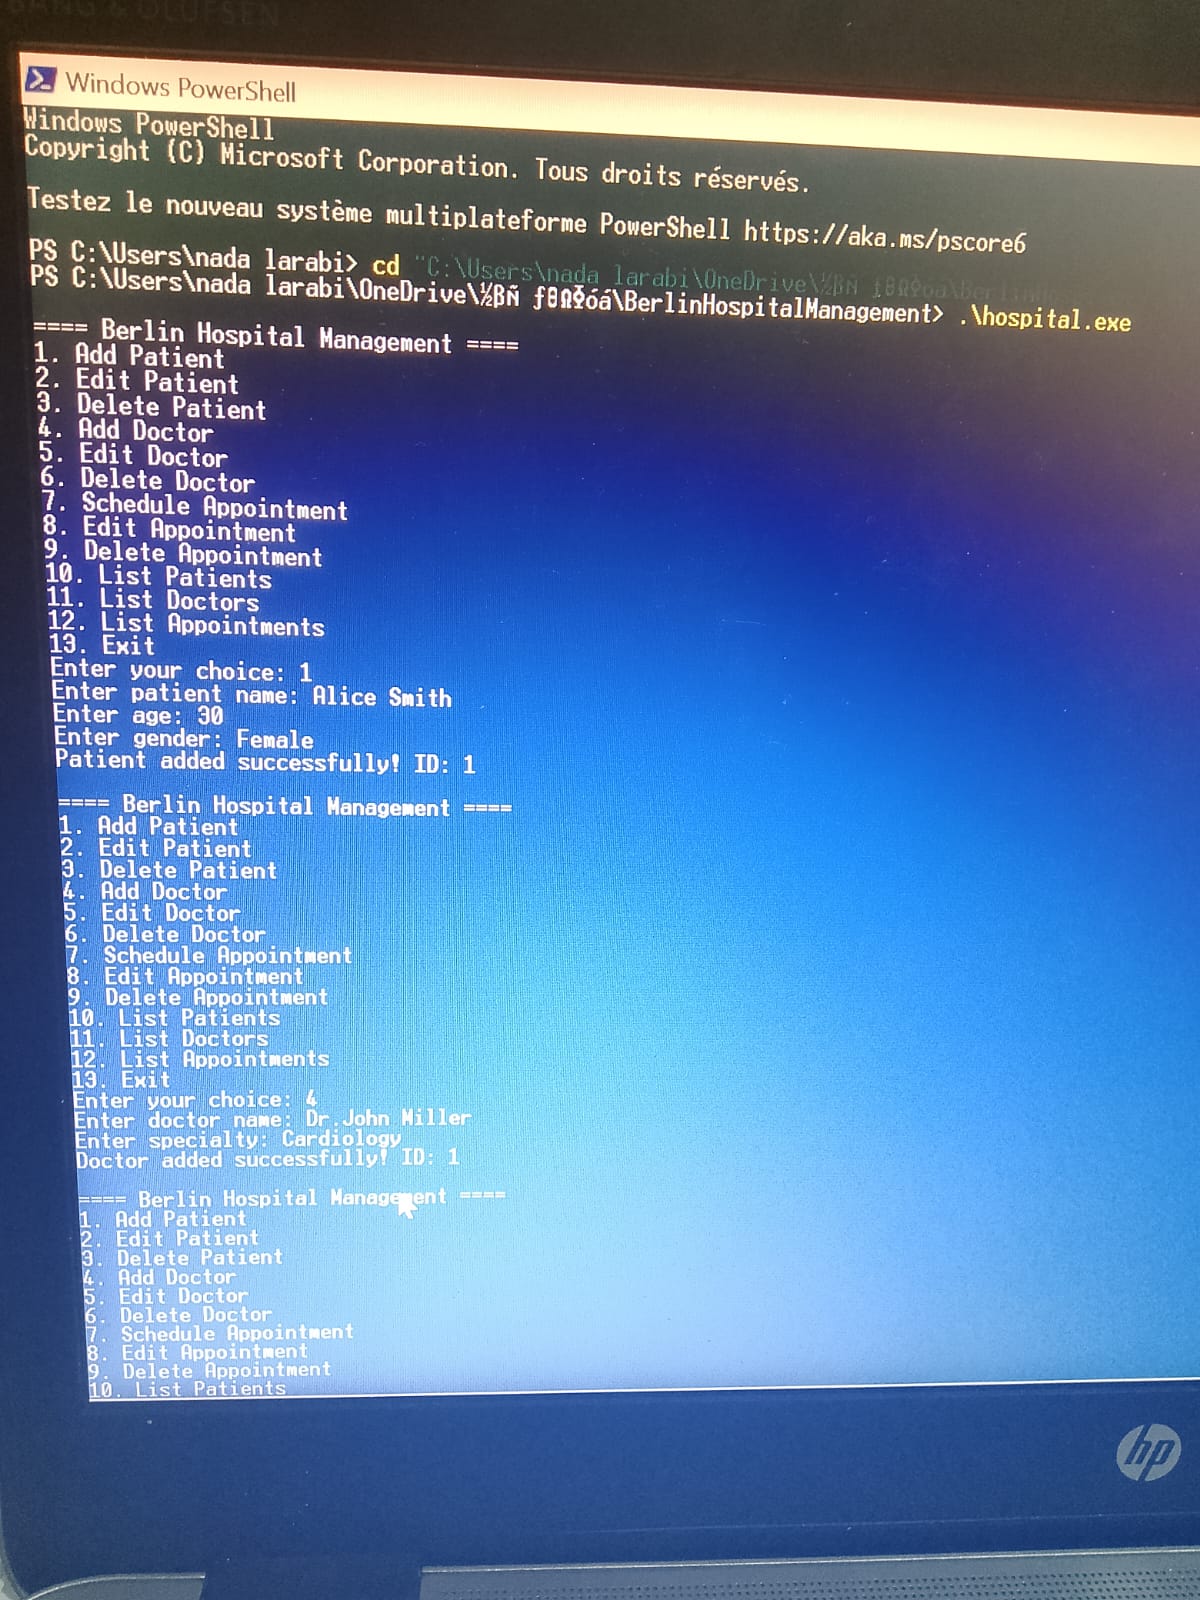 BANG & OLUFSEN
Windows PowerShell
Windows PowerShell
Copyright (C) Microsoft Corporation. Tous droits réservés.
Testez le nouveau système multiplateforme PowerShell https://aka.ms/pscore6
PS C:\Users\nada larabi> cd "C:\Users\nada larabi\OneDrive\
PS C:\Users\nada larabi\OneDrive\½βÑ ƒ8Ω⍚óá\BerlinHospitalManagement> .\hospital.exe
==== Berlin Hospital Management ====
1. Add Patient
2. Edit Patient
3. Delete Patient
4. Add Doctor
5. Edit Doctor
6. Delete Doctor
7. Schedule Appointment
8. Edit Appointment
9. Delete Appointment
10. List Patients
11. List Doctors
12. List Appointments
13. Exit
Enter your choice: 1
Enter patient name: Alice Smith
Enter age: 30
Enter gender: Female
Patient added successfully! ID: 1
==== Berlin Hospital Management ====
1. Add Patient
2. Edit Patient
3. Delete Patient
4. Add Doctor
5. Edit Doctor
6. Delete Doctor
7. Schedule Appointment
8. Edit Appointment
9. Delete Appointment
10. List Patients
11. List Doctors
12. List Appointments
13. Exit
Enter your choice: 4
Enter doctor name: Dr.John Miller
Enter specialty: Cardiology
Doctor added successfully! ID: 1
==== Berlin Hospital Management ====
1. Add Patient
2. Edit Patient
3. Delete Patient
4. Add Doctor
5. Edit Doctor
6. Delete Doctor
7. Schedule Appointment
8. Edit Appointment
9. Delete Appointment
10. List Patients
hp